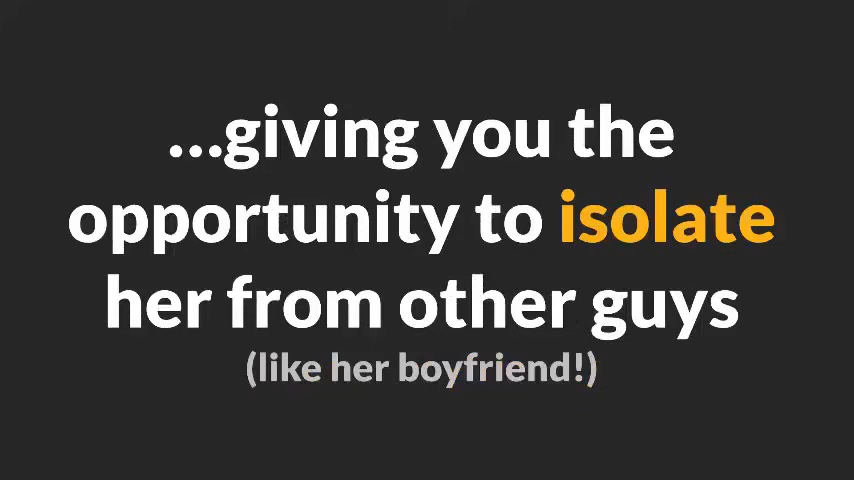 ...giving you the
opportunity to isolate
her from other guys
(like her boyfriend!)